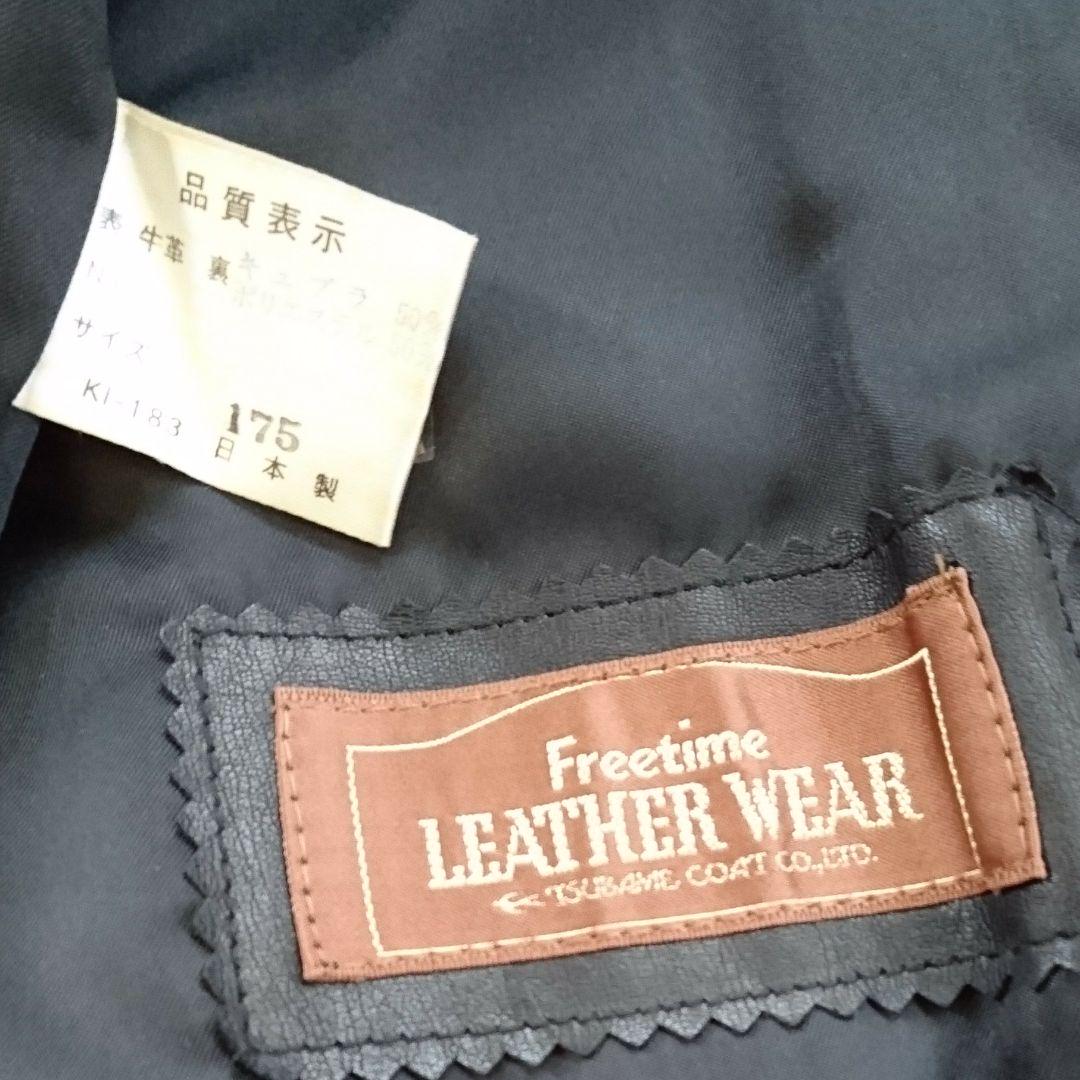 品質表示
表 牛革 裏 キュプラ 50%
ポリエステル 50%
サイズ
KI-183 175
日本製
Freetime
LEATHER WEAR
TSUBAME COAT CO.,LTD.